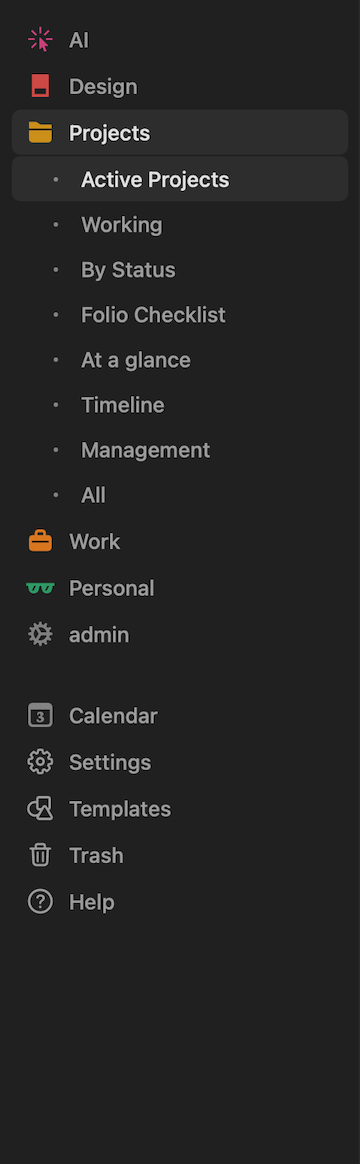 AI
Design
Projects
Active Projects
Working
By Status
Folio Checklist
At a glance
Timeline
Management
All
Work
Personal
admin
3 Calendar
Settings
Templates
Trash
? Help